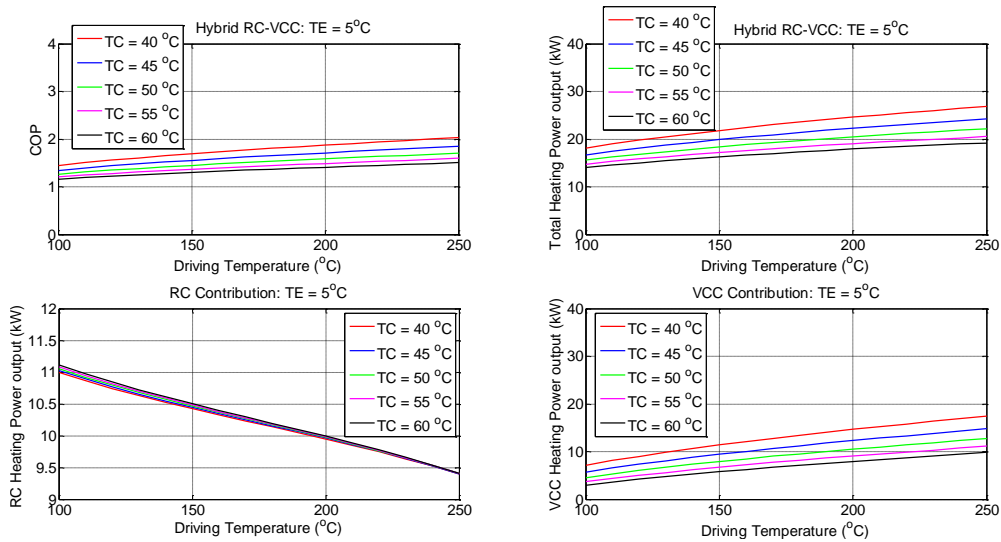 Hybrid RC-VCC: TE = 5°C
COP
4
3
2
1
0
100
150
200
250
Driving Temperature (°C)
TC = 40 °C
TC = 45 °C
TC = 50 °C
TC = 55 °C
TC = 60 °C
Hybrid RC-VCC: TE = 5°C
Total Heating Power output (kW)
40
30
20
10
0
100
150
200
250
Driving Temperature (°C)
TC = 40 °C
TC = 45 °C
TC = 50 °C
TC = 55 °C
TC = 60 °C
RC Contribution: TE = 5°C
RC Heating Power output (kW)
12
11.5
11
10.5
10
9.5
9
100
150
200
250
Driving Temperature (°C)
TC = 40 °C
TC = 45 °C
TC = 50 °C
TC = 55 °C
TC = 60 °C
VCC Contribution: TE = 5°C
VCC Heating Power output (kW)
40
30
20
10
0
100
150
200
250
Driving Temperature (°C)
TC = 40 °C
TC = 45 °C
TC = 50 °C
TC = 55 °C
TC = 60 °C